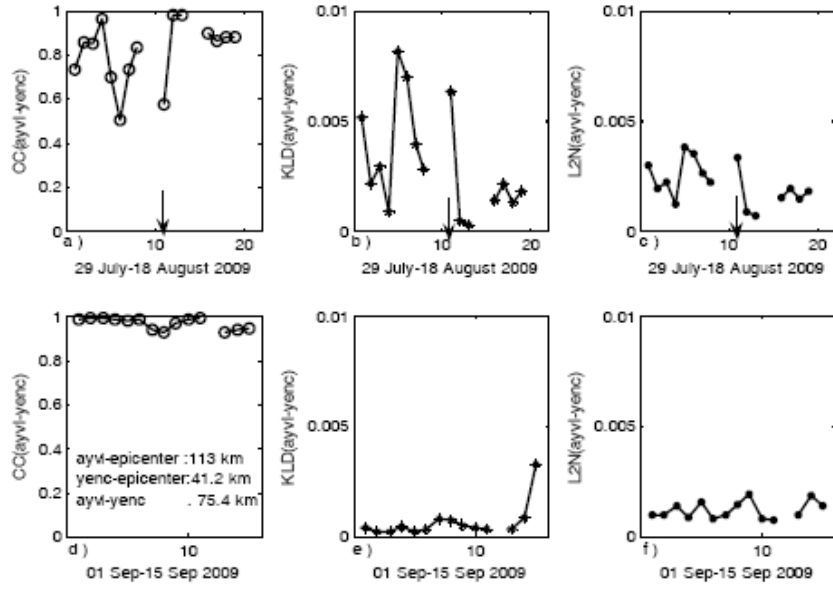 1
0.8
0.6
0.4
0.2
0
CC(ayvl-yenc)
a )
10
20
29 July-18 August 2009
0.01
0.005
0
KLD(ayvl-yenc)
b )
10
20
29 July-18 August 2009
0.01
0.005
0
L2N(ayvl-yenc)
c )
10
20
29 July-18 August 2009
1
0.8
0.6
0.4
0.2
0
CC(ayvl-yenc)
ayvl-epicenter :113 km
yenc-epicenter:41.2 km
ayvl-yenc . 75.4 km
d )
10
01 Sep-15 Sep 2009
0.01
0.005
0
KLD(ayvl-yenc)
e )
10
01 Sep-15 Sep 2009
0.01
0.005
0
L2N(ayvl-yenc)
f )
10
01 Sep-15 Sep 2009